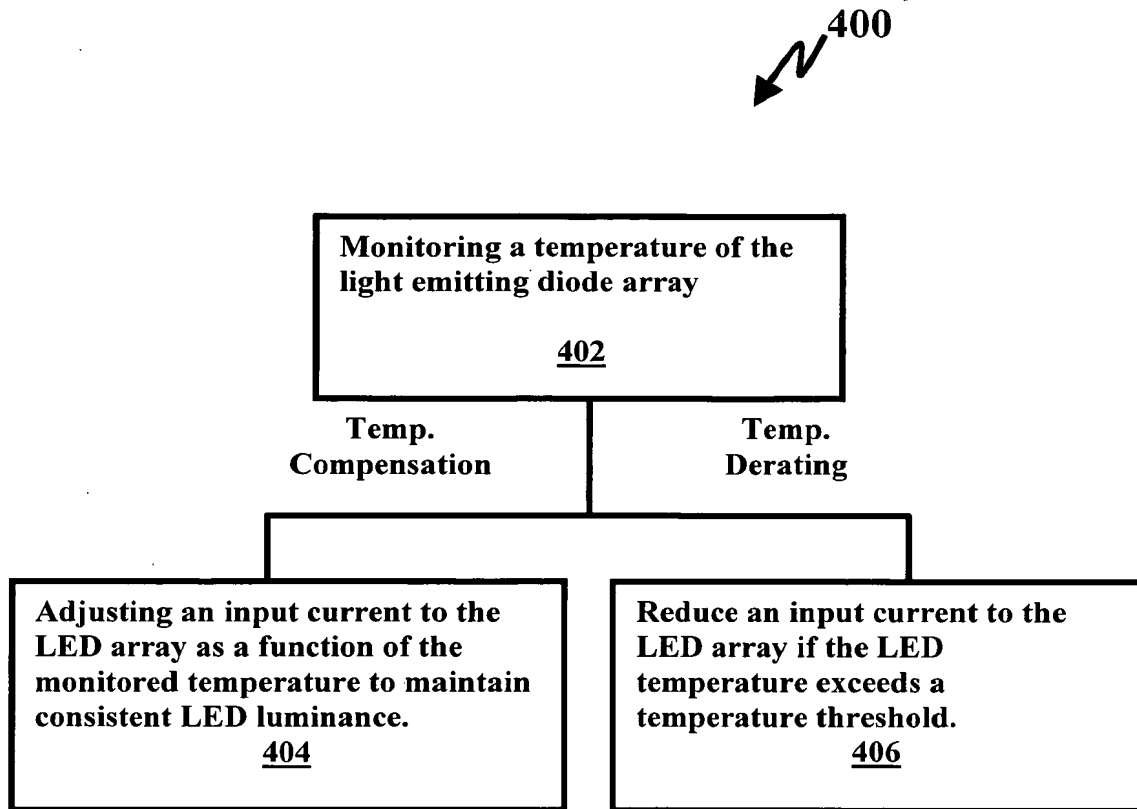 400
Monitoring a temperature of the
light emitting diode array
402
Temp.
Compensation
Temp.
Derating
Adjusting an input current to the
LED array as a function of the
monitored temperature to maintain
consistent LED luminance.
404
Reduce an input current to the
LED array if the LED
temperature exceeds a
temperature threshold.
406